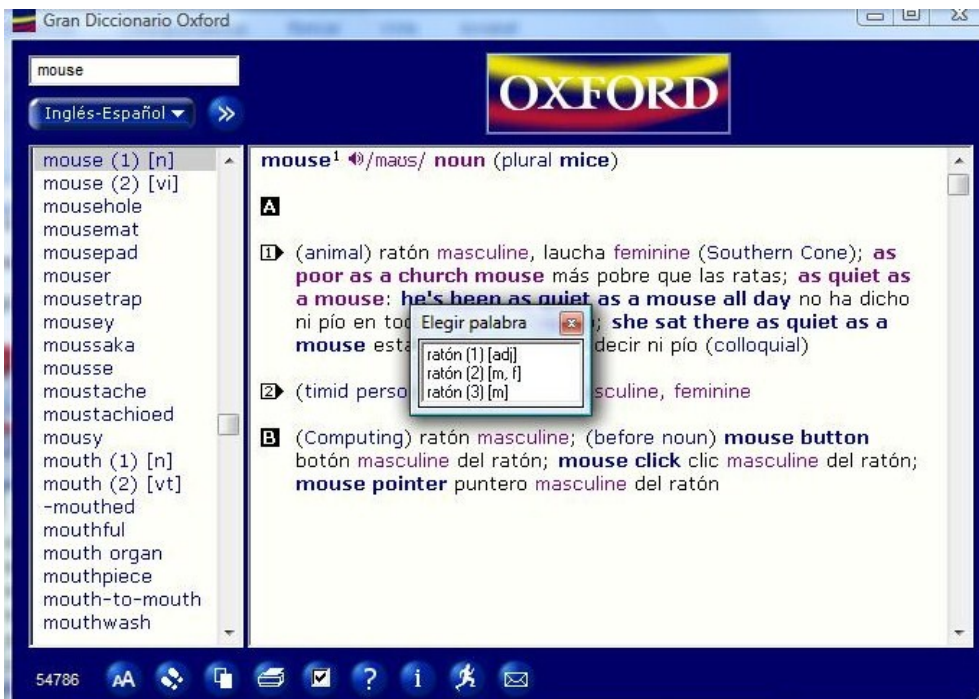 Gran Diccionario Oxford
mouse
Inglés-Español
OXFORD
mouse (1) [n]
mouse (2) [vi]
mousehole
mousemat
mousepad
mouser
mousetrap
mousey
moussaka
mousse
moustache
moustachioed
mousy
mouth (1) [n]
mouth (2) [vt]
-mouthed
mouthful
mouth organ
mouthpiece
mouth-to-mouth
mouthwash
mouse¹ /maʊs/ noun (plural mice)
A
1 (animal) ratón masculine, laucha feminine (Southern Cone); as
poor as a church mouse más pobre que las ratas; as quiet as
a mouse: he's been as quiet as a mouse all day no ha dicho
ni pío en ; she sat there as quiet as a
mouse decir ni pío (colloquial)
2 (timid masculine, feminine
B (Computing) ratón masculine; (before noun) mouse button
botón masculine del ratón; mouse click clic masculine del ratón;
mouse pointer puntero masculine del ratón
Elegir palabra
ratón (1) [adj]
ratón (2) [m, f]
ratón (3) [m]
54786
AA
?
i